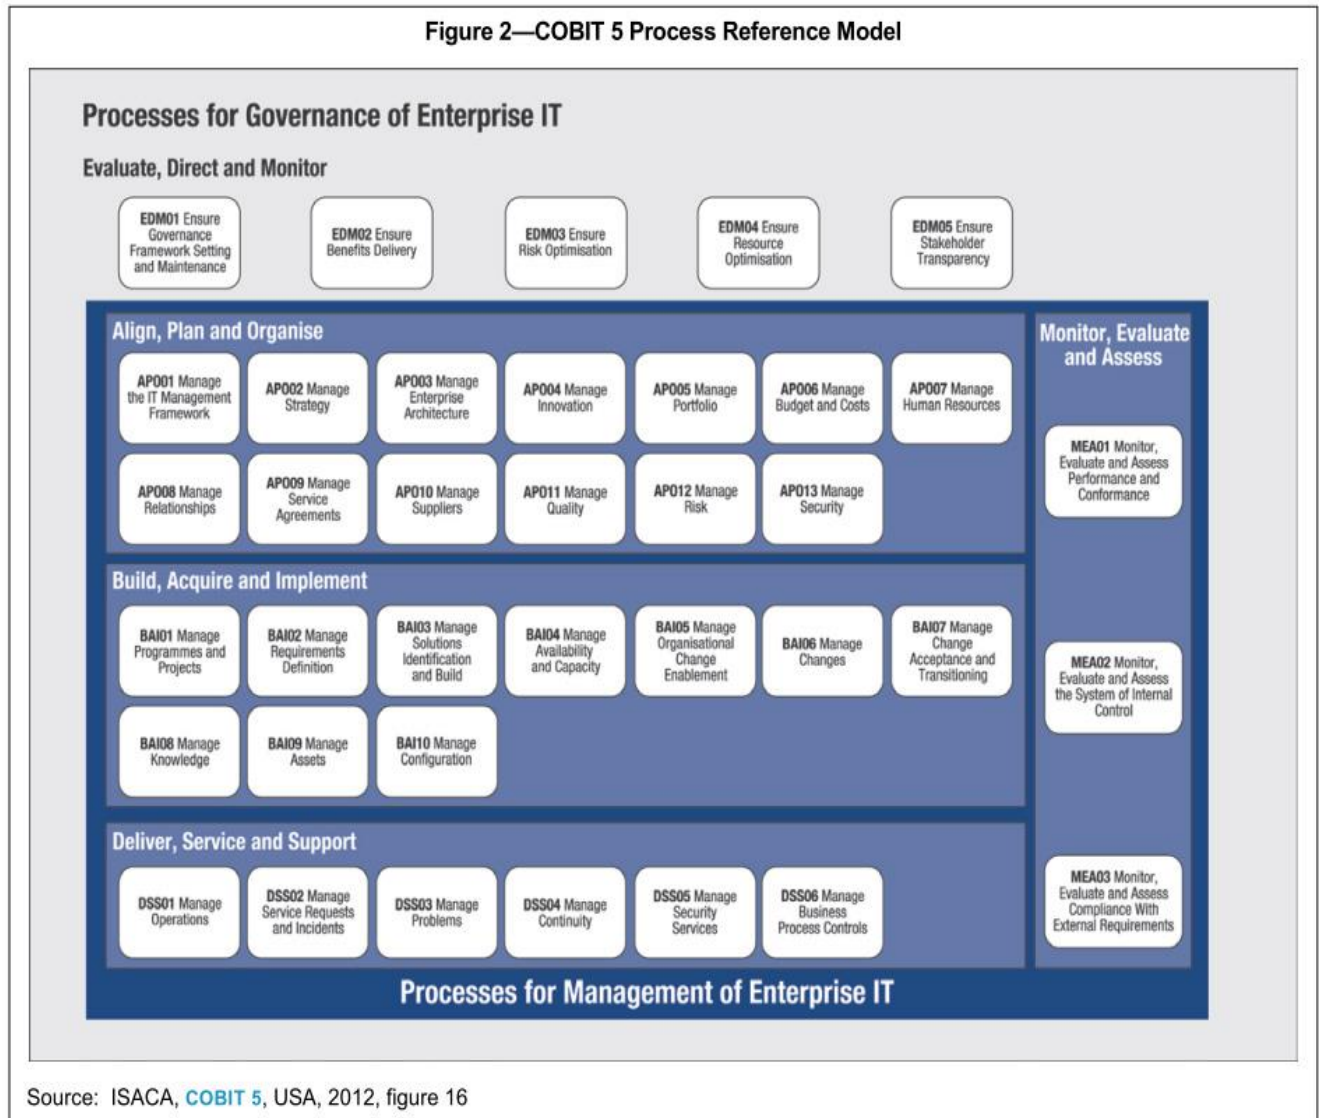 Figure 2—COBIT 5 Process Reference Model
Processes for Governance of Enterprise IT
Evaluate, Direct and Monitor
EDM01 Ensure
Governance
Framework Setting
and Maintenance
EDM02 Ensure
Benefits Delivery
EDM03 Ensure
Risk Optimisation
EDM04 Ensure
Resource
Optimisation
EDM05 Ensure
Stakeholder
Transparency
Align, Plan and Organise
APO01 Manage
the IT Management
Framework
APO02 Manage
Strategy
APO03 Manage
Enterprise
Architecture
APO04 Manage
Innovation
APO05 Manage
Portfolio
APO06 Manage
Budget and Costs
APO07 Manage
Human Resources
APO08 Manage
Relationships
APO09 Manage
Service
Agreements
APO10 Manage
Suppliers
APO11 Manage
Quality
APO12 Manage
Risk
APO13 Manage
Security
Build, Acquire and Implement
BAI01 Manage
Programmes and
Projects
BAI02 Manage
Requirements
Definition
BAI03 Manage
Solutions
Identification
and Build
BAI04 Manage
Availability
and Capacity
BAI05 Manage
Organisational
Change
Enablement
BAI06 Manage
Changes
BAI07 Manage
Change
Acceptance and
Transitioning
BAI08 Manage
Knowledge
BAI09 Manage
Assets
BAI10 Manage
Configuration
Deliver, Service and Support
DSS01 Manage
Operations
DSS02 Manage
Service Requests
and Incidents
DSS03 Manage
Problems
DSS04 Manage
Continuity
DSS05 Manage
Security
Services
DSS06 Manage
Business
Process Controls
Monitor, Evaluate
and Assess
MEA01 Monitor,
Evaluate and Assess
Performance and
Conformance
MEA02 Monitor,
Evaluate and Assess
the System of Internal
Control
MEA03 Monitor,
Evaluate and Assess
Compliance With
External Requirements
Processes for Management of Enterprise IT
Source: ISACA, COBIT 5, USA, 2012, figure 16